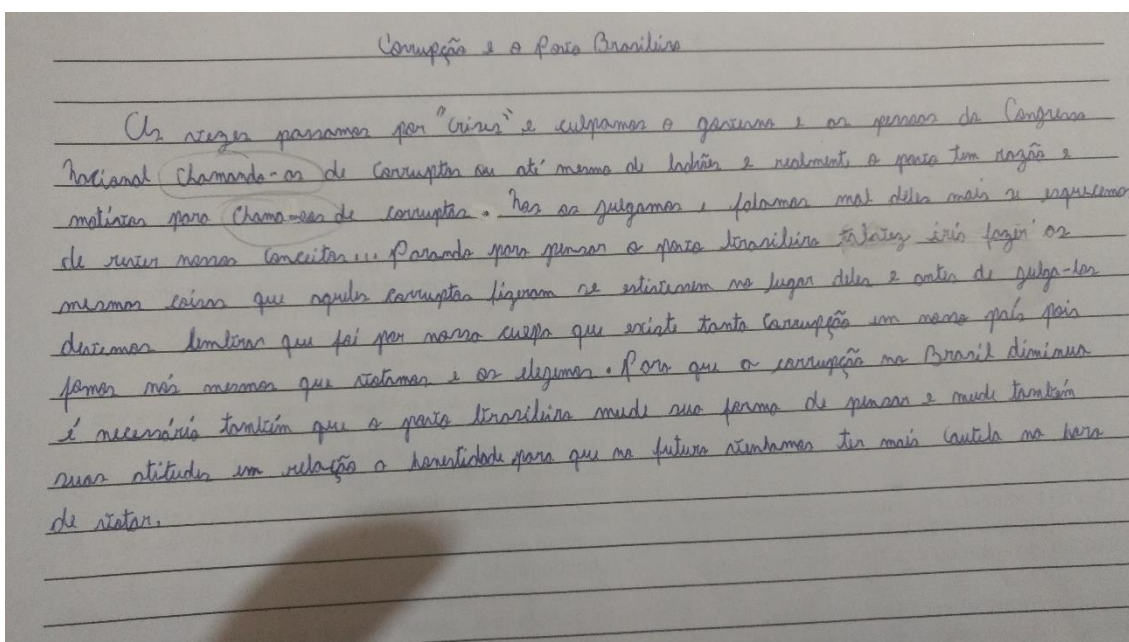 Corrupção e o Povo Brasileiro
As vezes passamos por "crises" e culpamos o governo e as pessoas do Congresso
Nacional chamando-os de corruptos ou até mesmo de ladrões e realmente o povo tem razão e
motivos para chama-los de corruptos. Nos os julgamos e falamos mal deles mais se esquecemos
de rever nossos conceitos... Parando para pensar o povo brasileiro talvez iria fazer as
mesmas coisas que aqueles corruptos fizeram se estivessem no lugar deles e antes de julga-los
devemos lembrar que foi por nossa culpa que existe tanta corrupção em nosso país pois
fomos nós mesmos que votamos e os elegemos. Para que a corrupção no Brasil diminua
é necessário também que o povo brasileiro mude sua forma de pensar e mude também
suas atitudes em relação a honestidade para que no futuro venhamos ter mais cautela na hora
de votar.